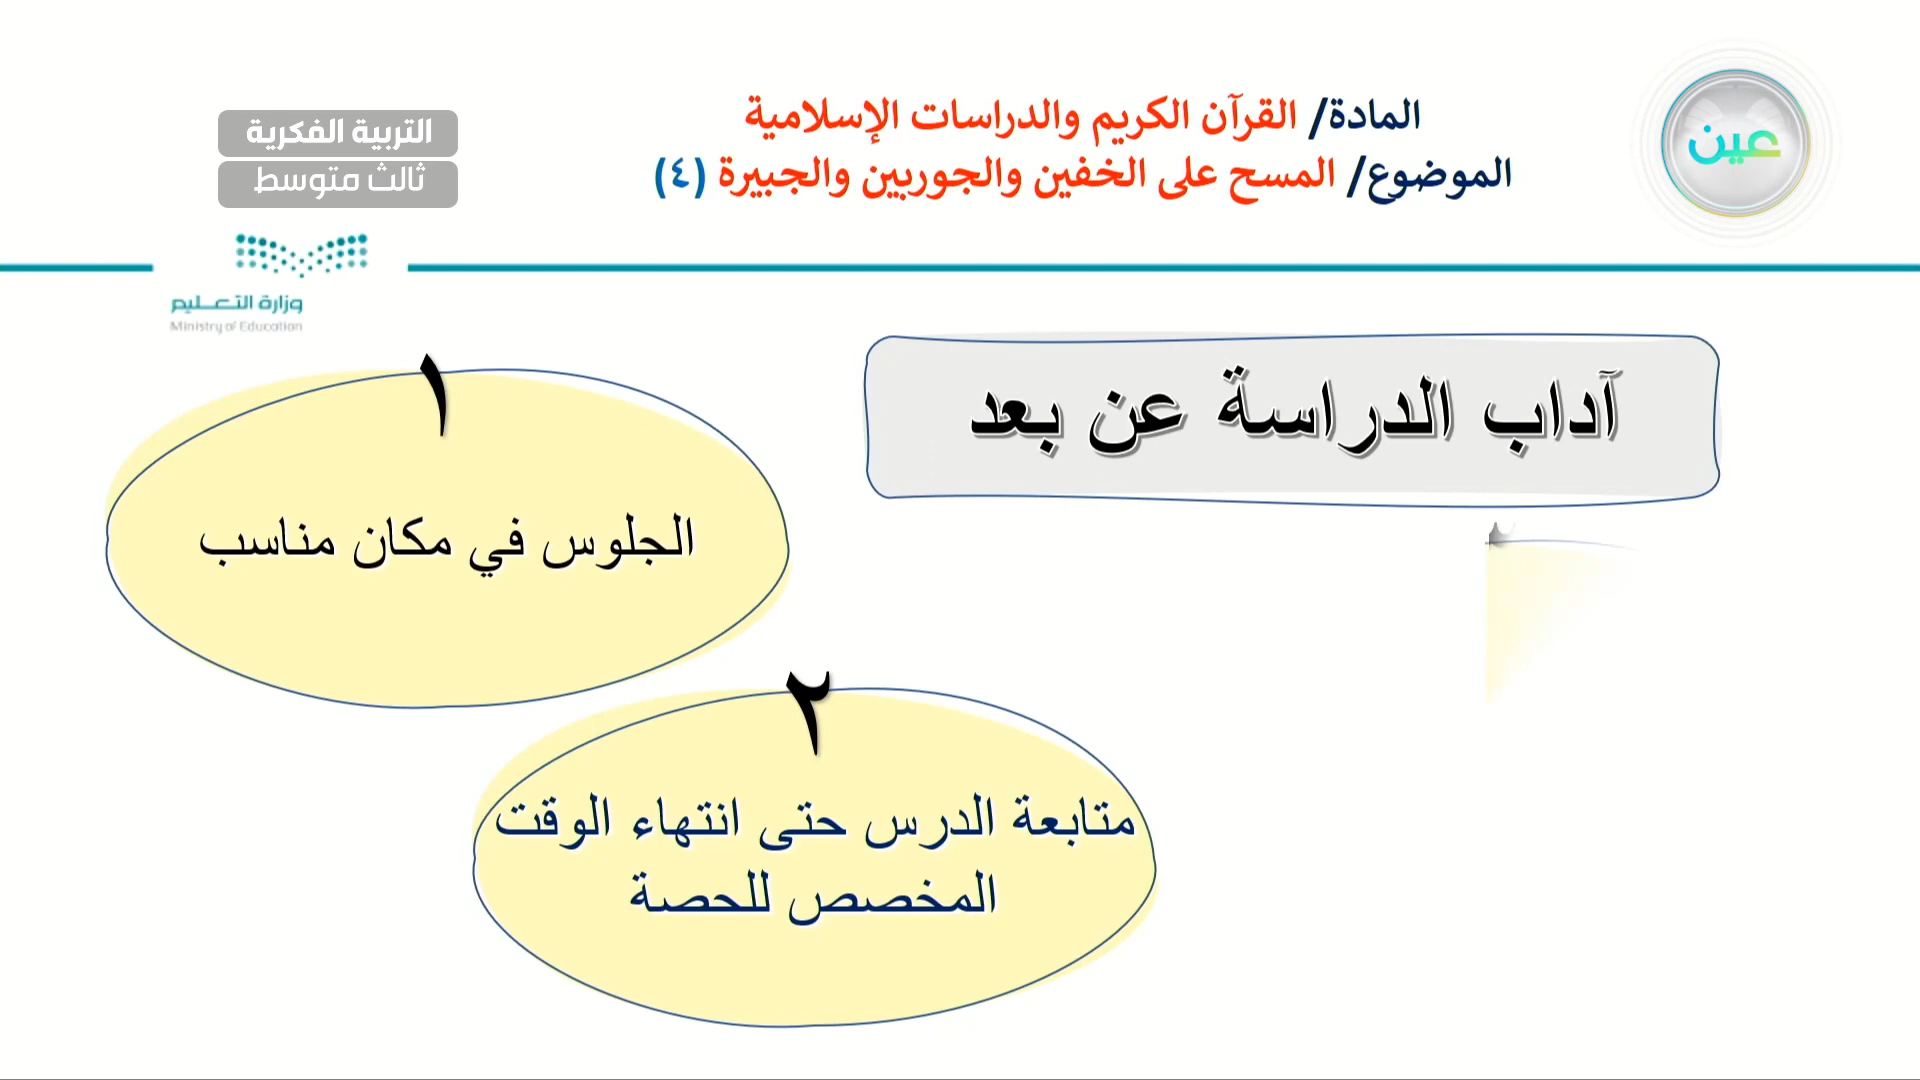 المادة/ القرآن الكريم والدراسات الإسلامية
الموضوع/ المسح على الخفين والجوربين والجبيرة (٤)
عين
التربية الفكرية
ثالث متوسط
وزارة التعـليم
Ministry of Education
آداب الدراسة عن بعد
١
الجلوس في مكان مناسب
٢
متابعة الدرس حتى انتهاء الوقت
المخصص للحصة